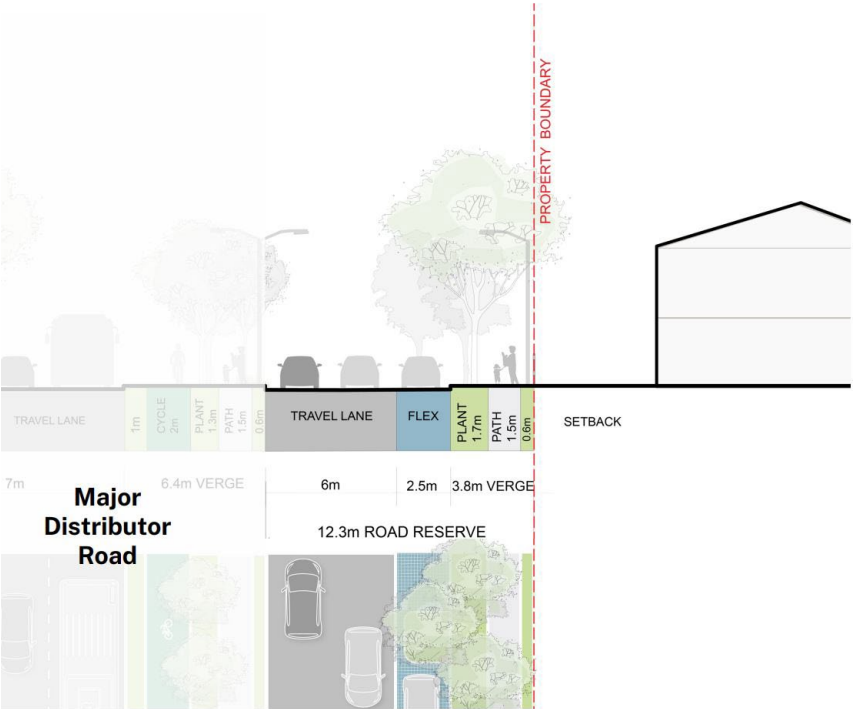 PROPERTY BOUNDARY
TRAVEL LANE
1m
CYCLE
2m
PLANT
1.3m
PATH
1.5m
0.6m
TRAVEL LANE
FLEX
PLANT
1.7m
PATH
1.5m
0.6m
SETBACK
7m
6.4m VERGE
6m
2.5m
3.8m VERGE
Major
Distributor
Road
12.3m ROAD RESERVE